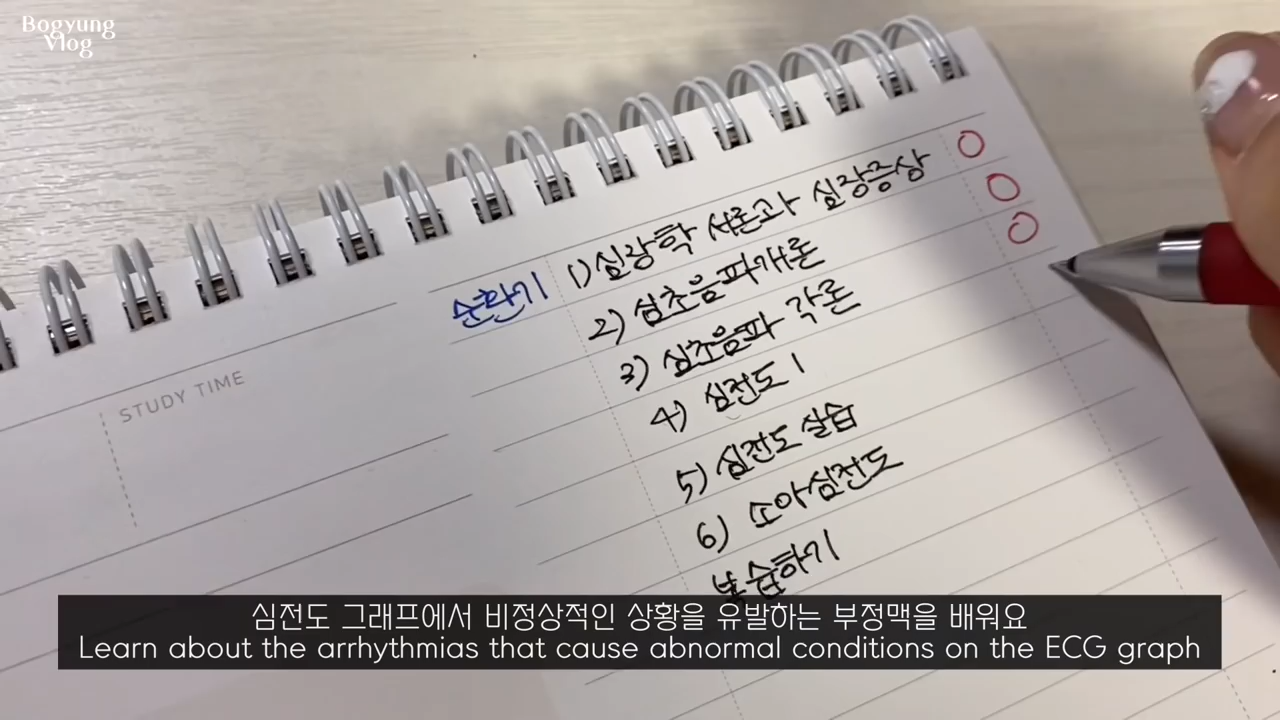 Bogyung
Vlog
STUDY TIME
순환기 1) 심장학 서론과 심장증상
2) 심초음파개론
3) 심초음파 각론
4) 심전도 1
5) 심전도 실습
6) 소아심전도
복습하기
심전도 그래프에서 비정상적인 상황을 유발하는 부정맥을 배워요
Learn about the arrhythmias that cause abnormal conditions on the ECG graph